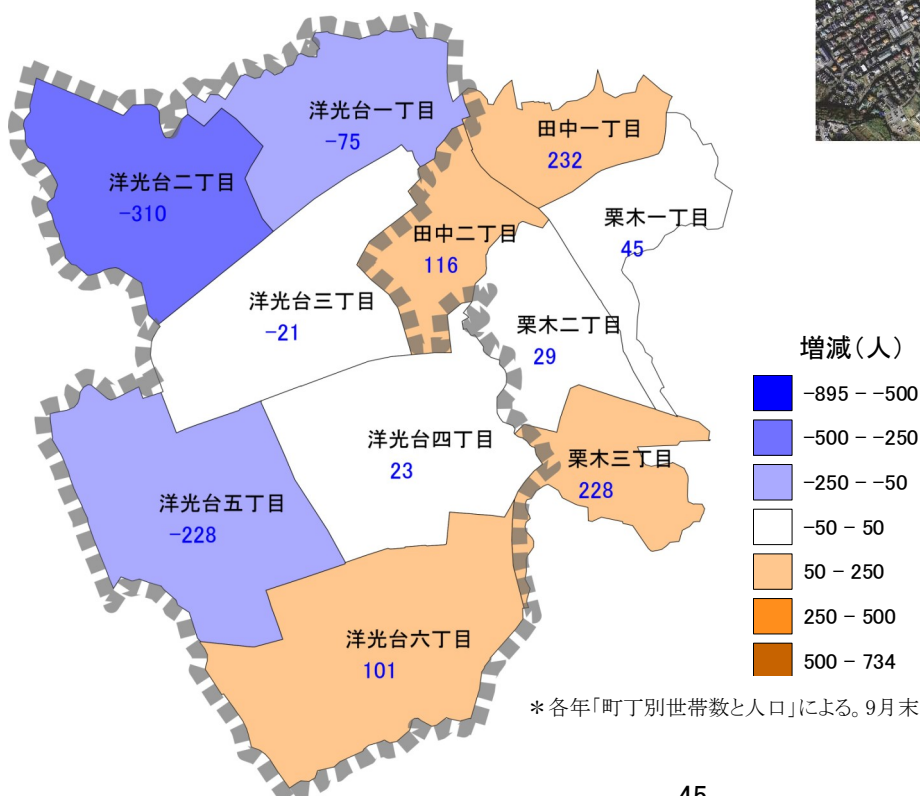 洋光台一丁目
-75
田中一丁目
232
洋光台二丁目
-310
栗木一丁目
45
田中二丁目
116
洋光台三丁目
-21
栗木二丁目
29
洋光台四丁目
23
栗木三丁目
228
洋光台五丁目
-228
洋光台六丁目
101
増減(人)
-895 - -500
-500 - -250
-250 - -50
-50 - 50
50 - 250
250 - 500
500 - 734
*各年「町丁別世帯数と人口」による。9月末
45